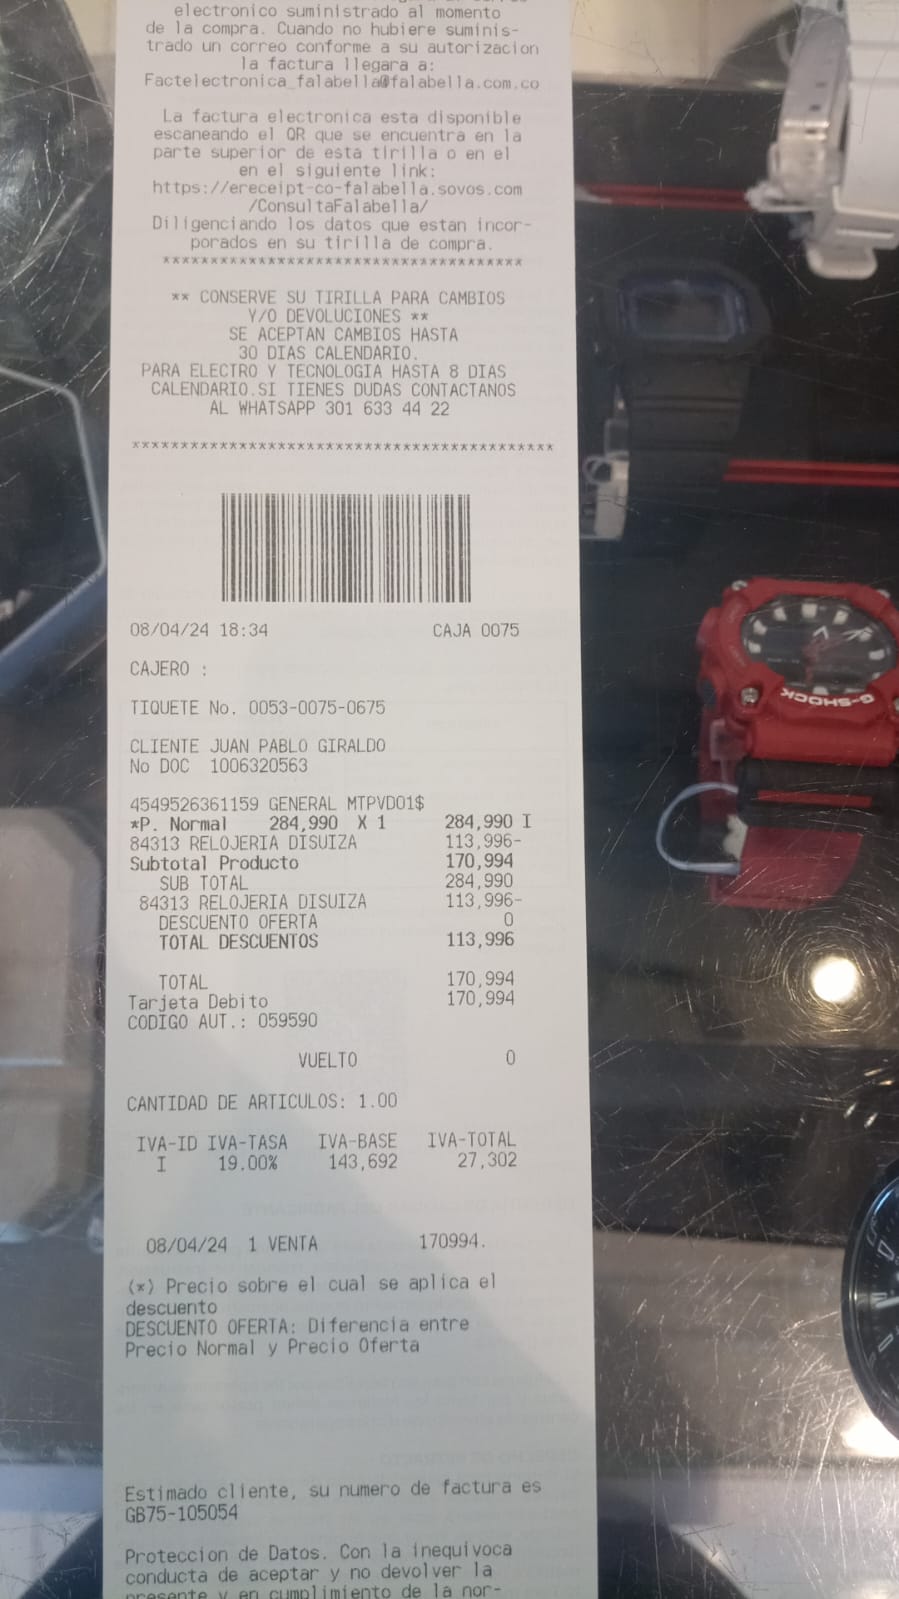 electronico suministrado al momento
de la compra. Cuando no hubiere suminis-
trado un correo conforme a su autorizacion
la factura llegara a:
Factelectronica_falabella@falabella.com.co
La factura electronica esta disponible
escaneando el QR que se encuentra en la
parte superior de esta tirilla o en el
en el siguiente link:
https://ereceipt-co-falabella.sovos.com
/ConsultaFalabella/
Diligenciando los datos que estan incor-
porados en su tirilla de compra.
*************************************
** CONSERVE SU TIRILLA PARA CAMBIOS
Y/O DEVOLUCIONES **
SE ACEPTAN CAMBIOS HASTA
30 DIAS CALENDARIO.
PARA ELECTRO Y TECNOLOGIA HASTA 8 DIAS
CALENDARIO.SI TIENES DUDAS CONTACTANOS
AL WHATSAPP 301 633 44 22
*******************************************
08/04/24 18:34 CAJA 0075
CAJERO :
TIQUETE No. 0053-0075-0675
CLIENTE JUAN PABLO GIRALDO
No DOC 1006320563
4549526361159 GENERAL MTPVD01$
*P. Normal 284,990 X 1 284,990 I
84313 RELOJERIA DISUIZA 113,996-
Subtotal Producto 170,994
SUB TOTAL 284,990
84313 RELOJERIA DISUIZA 113,996-
DESCUENTO OFERTA 0
TOTAL DESCUENTOS 113,996
TOTAL 170,994
Tarjeta Debito 170,994
CODIGO AUT.: 059590
VUELTO 0
CANTIDAD DE ARTICULOS: 1.00
IVA-ID IVA-TASA IVA-BASE IVA-TOTAL
I 19.00% 143,692 27,302
08/04/24 1 VENTA 170994.
(*) Precio sobre el cual se aplica el
descuento
DESCUENTO OFERTA: Diferencia entre
Precio Normal y Precio Oferta
Estimado cliente, su numero de factura es
GB75-105054
Proteccion de Datos. Con la inequivoca
conducta de aceptar y no devolver la
presente y en cumplimiento de la nor-
G-SHOCK